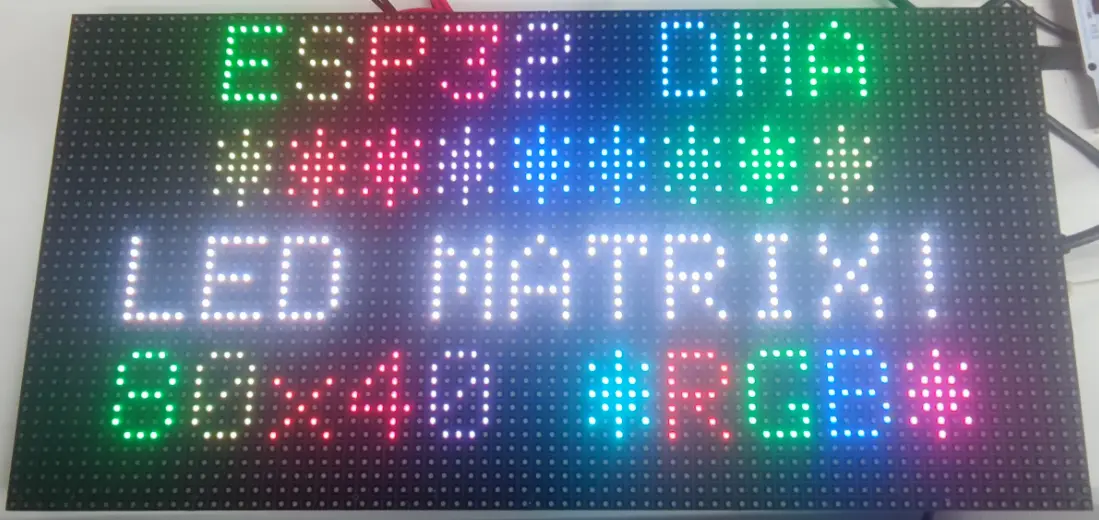 ESP32 DMA
*********
LED MATRIX!
80x40 *RGB*